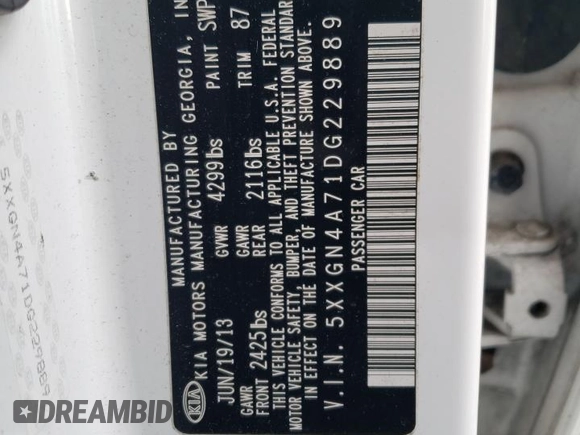 MANUFACTURED BY
KIA MOTORS MANUFACTURING GEORGIA, IN
KIA
JUN/19/13 GVWR 4299lbs PAINT SWP
GAWR FRONT 2425lbs GAWR REAR 2116lbs TRIM 87
THIS VEHICLE CONFORMS TO ALL APPLICABLE U.S.A. FEDERAL
MOTOR VEHICLE SAFETY, BUMPER, AND THEFT PREVENTION STANDAR
IN EFFECT ON THE DATE OF MANUFACTURE SHOWN ABOVE.
V.I.N. 5XXGN4A71DG229889
PASSENGER CAR
5XXGN4A71DG229889
DREAMBID